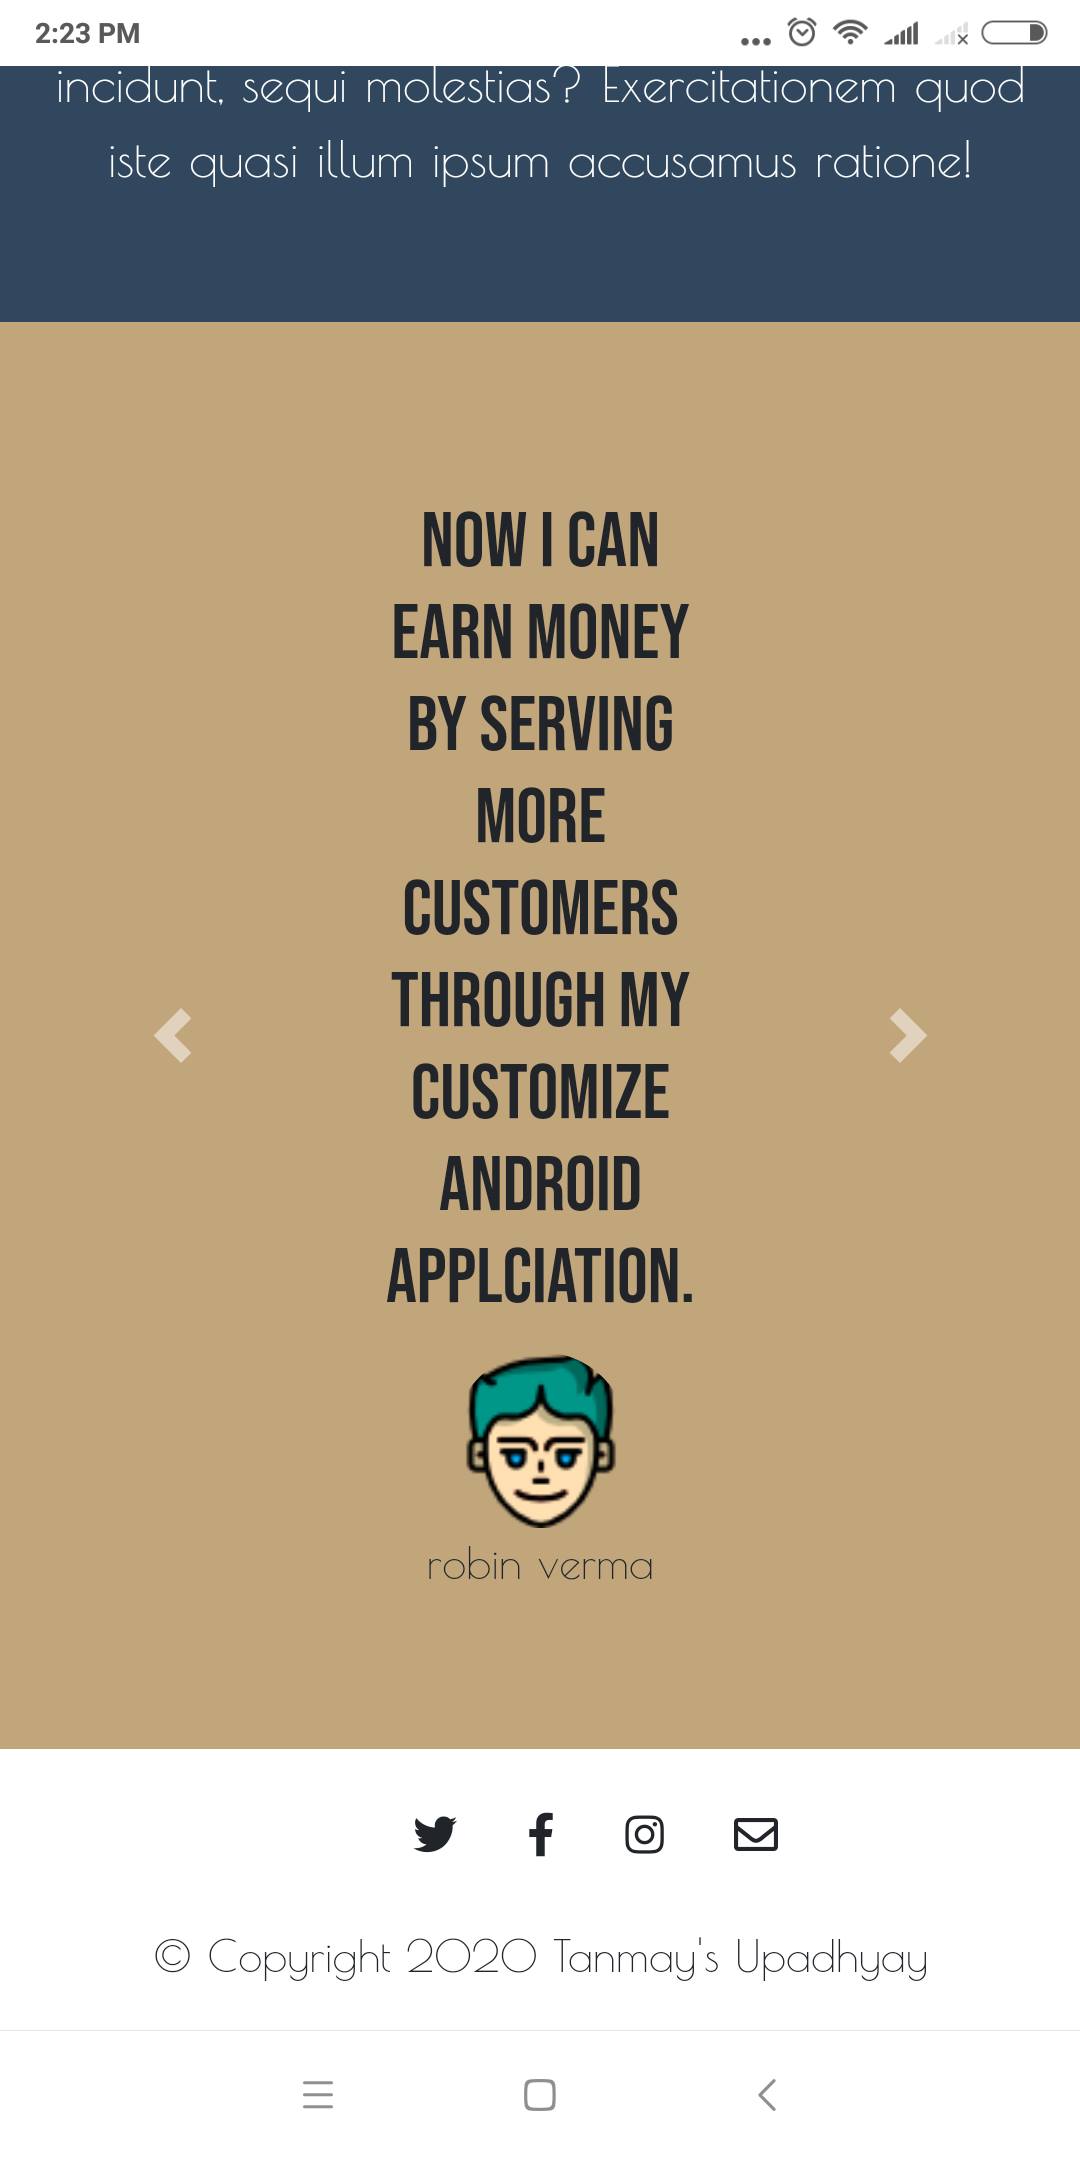 2:23 PM
incidunt, sequi molestias? Exercitationem quod
iste quasi illum ipsum accusamus ratione!
NOW I CAN
EARN MONEY
BY SERVING
MORE
CUSTOMERS
THROUGH MY
CUSTOMIZE
ANDROID
APPLCIATION.
robin verma
© Copyright 2020 Tanmay's Upadhyay